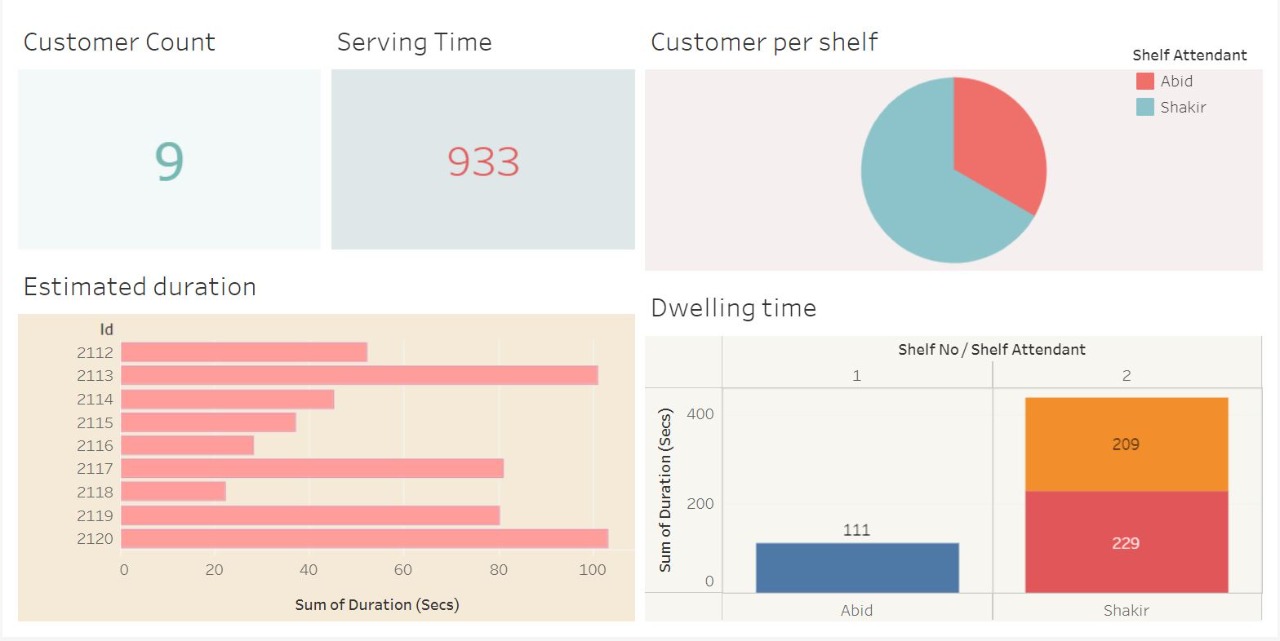 Customer Count
9
Serving Time
933
Customer per shelf
Shelf Attendant
Abid
Shakir
Estimated duration
Id
2112
2113
2114
2115
2116
2117
2118
2119
2120
0 20 40 60 80 100
Sum of Duration (Secs)
Dwelling time
Shelf No / Shelf Attendant
1 2
Sum of Duration (Secs)
400
200
0
111
209
229
Abid Shakir